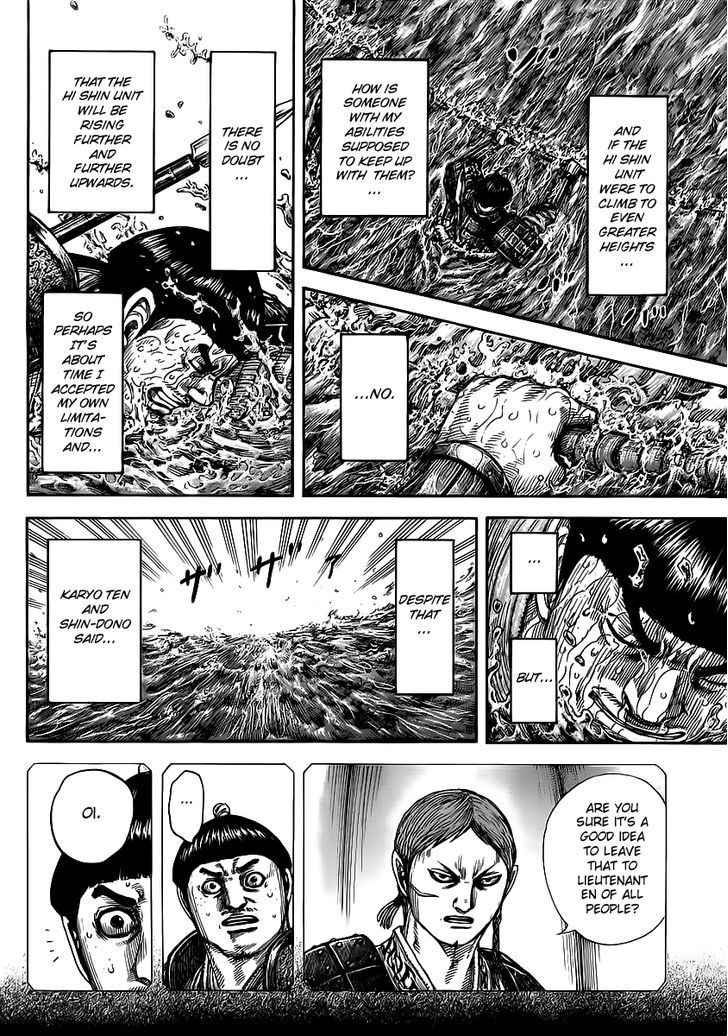 AND
IF THE
HI SHIN
UNIT
WERE TO
CLIMB TO
EVEN
GREATER
HEIGHTS
...
HOW IS
SOMEONE
WITH MY
ABILITIES
SUPPOSED
TO KEEP UP
WITH THEM?
...
THERE
IS NO
DOUBT
...
THAT THE
HI SHIN UNIT
WILL BE
RISING
FURTHER
AND
FURTHER
UPWARDS.
SO
PERHAPS
IT'S
ABOUT
TIME I
ACCEPTED
MY OWN
LIMITA-
TIONS
AND...
...NO.
...
BUT...
DESPITE
THAT
...
ザザァ
KARYO TEN
AND
SHIN-DONO
SAID...
ARE YOU
SURE IT'S A
GOOD IDEA
TO LEAVE
THAT TO
LIEUTENANT
EN OF ALL
PEOPLE?
...
OI.